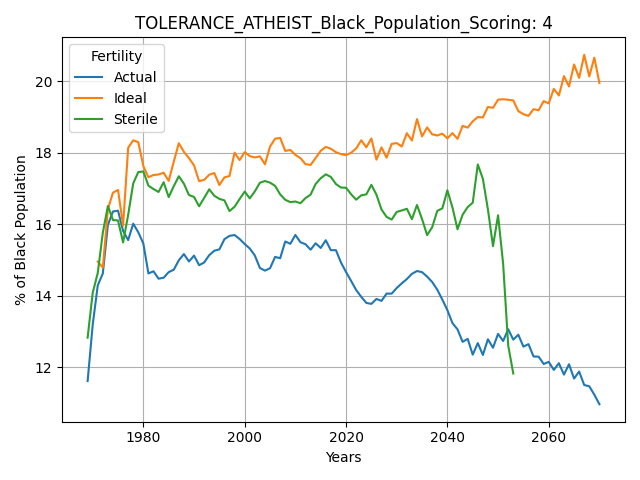 TOLERANCE_ATHEIST_Black_Population_Scoring: 4
Fertility
Actual
Ideal
Sterile
% of Black Population
20
18
16
14
12
1980 2000 2020 2040 2060
Years